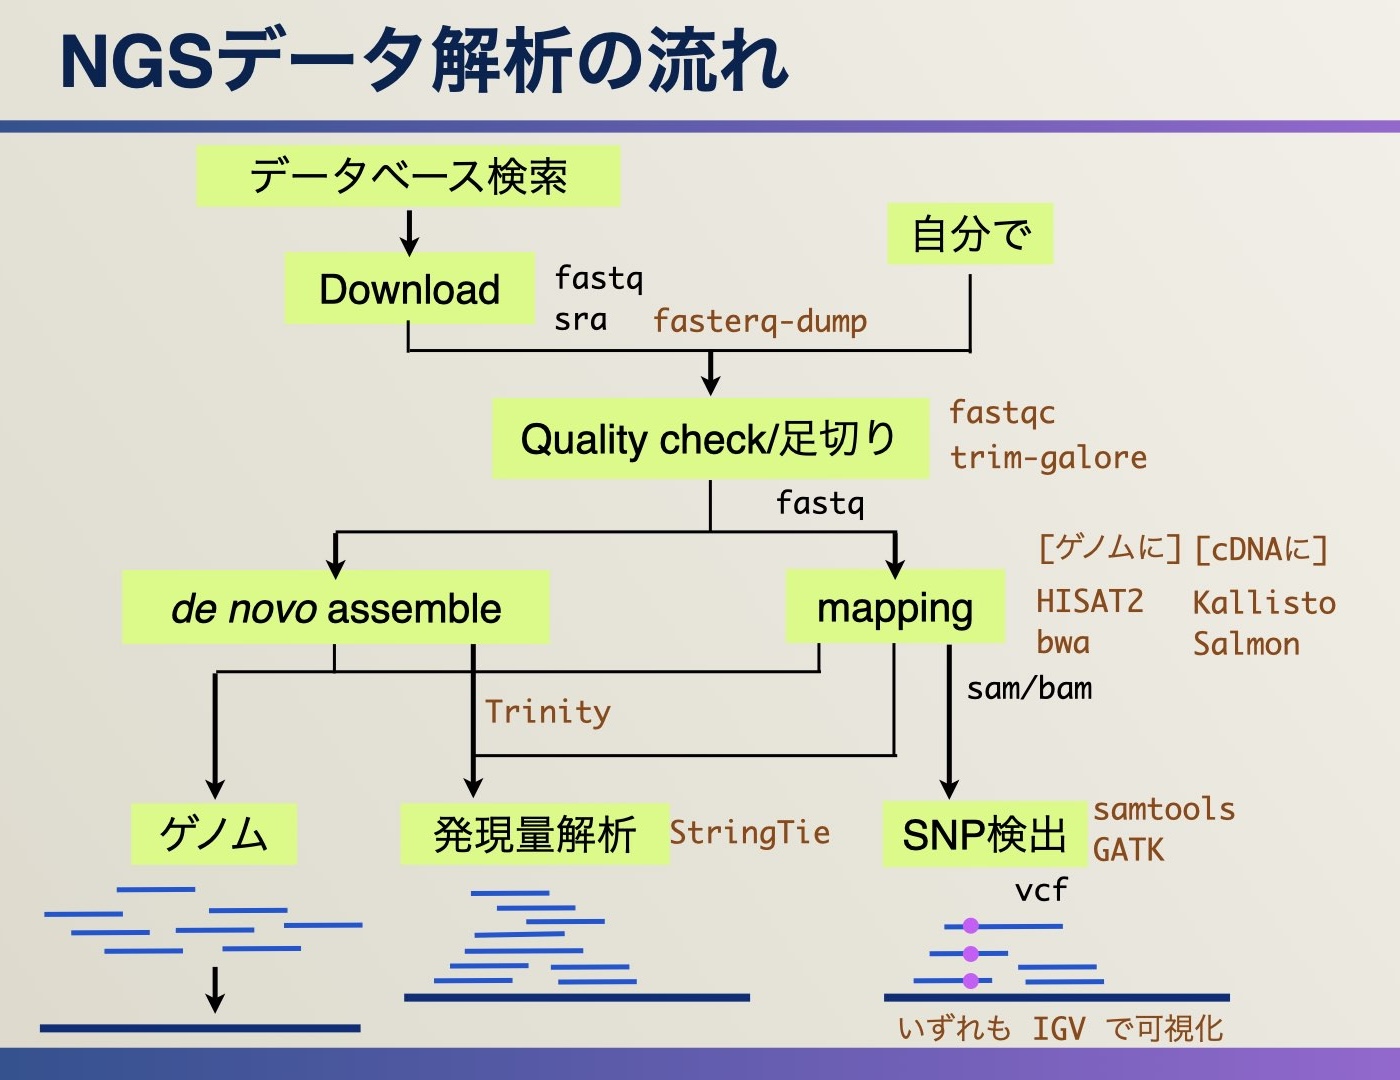 NGSデータ解析の流れ
データベース検索
自分で
Download
fastq
sra
fasterq-dump
Quality check/足切り
fastqc
trim-galore
fastq
[ゲノムに]
[cDNAに]
de novo assemble
mapping
HISAT2
Kallisto
bwa
Salmon
sam/bam
Trinity
ゲノム
発現量解析
StringTie
SNP検出
samtools
GATK
vcf
いずれも IGV で可視化